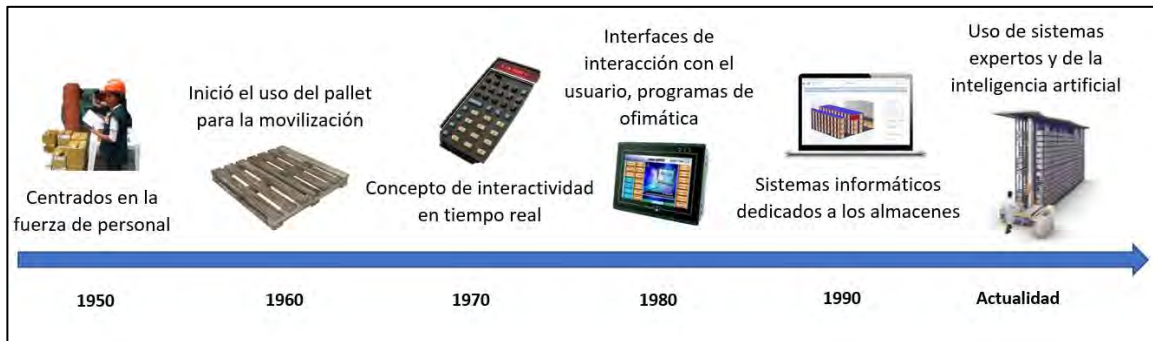 Centrados en la
fuerza de personal
Inició el uso del pallet
para la movilización
Concepto de interactividad
en tiempo real
Interfaces de
interacción con el
usuario, programas de
ofimática
Sistemas informáticos
dedicados a los almacenes
Uso de sistemas
expertos y de la
inteligencia artificial
1950
1960
1970
1980
1990
Actualidad